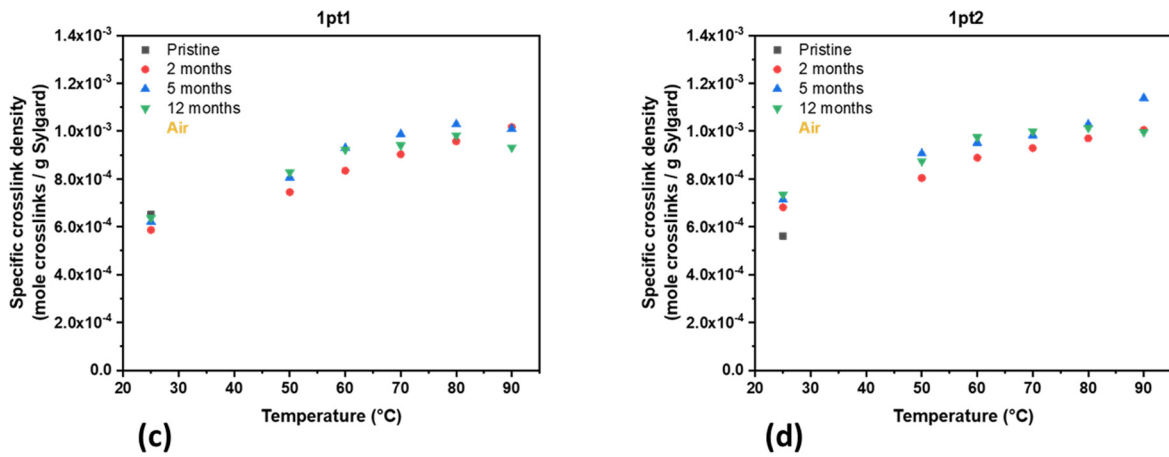 1pt1
1.4x10⁻³
1.2x10⁻³
1.0x10⁻³
8.0x10⁻⁴
6.0x10⁻⁴
4.0x10⁻⁴
2.0x10⁻⁴
0.0
Specific crosslink density
(mole crosslinks / g Sylgard)
Pristine
2 months
5 months
12 months
Air
20 30 40 50 60 70 80 90
Temperature (°C)
(c)
1pt2
1.4x10⁻³
1.2x10⁻³
1.0x10⁻³
8.0x10⁻⁴
6.0x10⁻⁴
4.0x10⁻⁴
2.0x10⁻⁴
0.0
Specific crosslink density
(mole crosslinks / g Sylgard)
Pristine
2 months
5 months
12 months
Air
20 30 40 50 60 70 80 90
Temperature (°C)
(d)